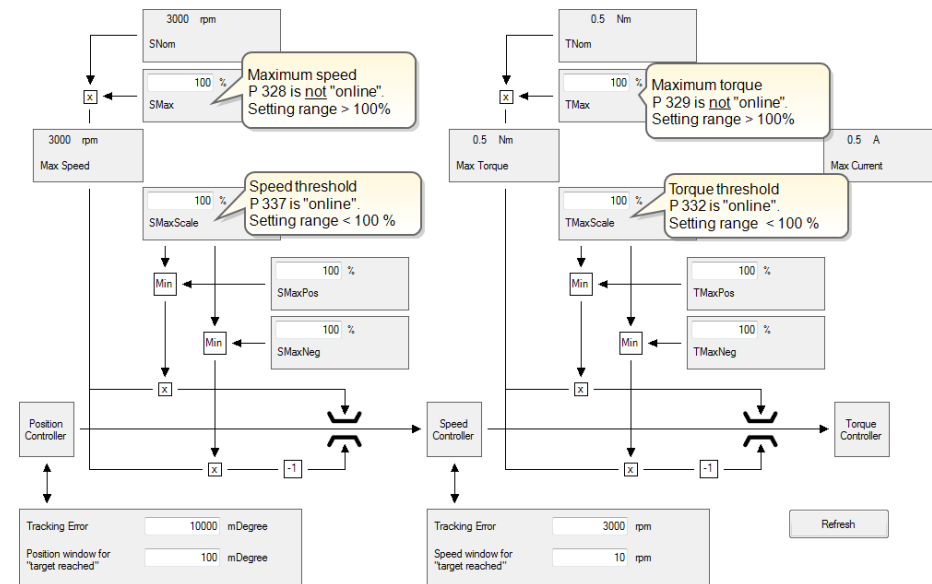 3000 rpm
SNom
100 %
SMax
Maximum speed
P 328 is not "online".
Setting range > 100%
x
3000 rpm
Max Speed
100 %
SMaxScale
Speed threshold
P 337 is "online".
Setting range < 100 %
Min
100 %
SMaxPos
Min
100 %
SMaxNeg
x
Position
Controller
x
-1
Tracking Error 10000 mDegree
Position window for
"target reached"
100 mDegree
0.5 Nm
TNom
100 %
TMax
Maximum torque
P 329 is not "online".
Setting range > 100%
x
0.5 Nm
Max Torque
0.5 A
Max Current
100 %
TMaxScale
Torque threshold
P 332 is "online".
Setting range < 100 %
Min
100 %
TMaxPos
Min
100 %
TMaxNeg
x
Speed
Controller
Torque
Controller
x
-1
Tracking Error 3000 rpm
Speed window for
"target reached"
10 rpm
Refresh